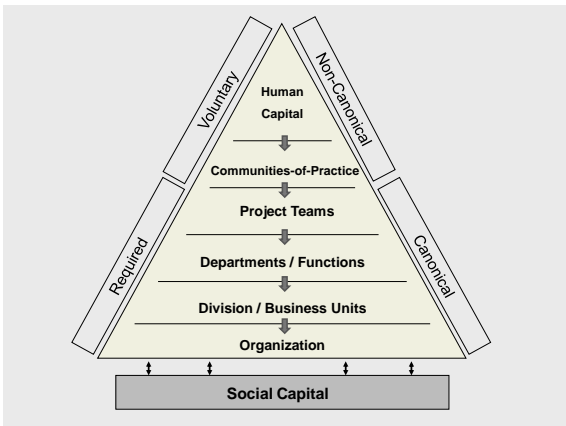 Voluntary
Non-Canonical
Human
Capital
Communities-of-Practice
Project Teams
Required
Canonical
Departments / Functions
Division / Business Units
Organization
Social Capital